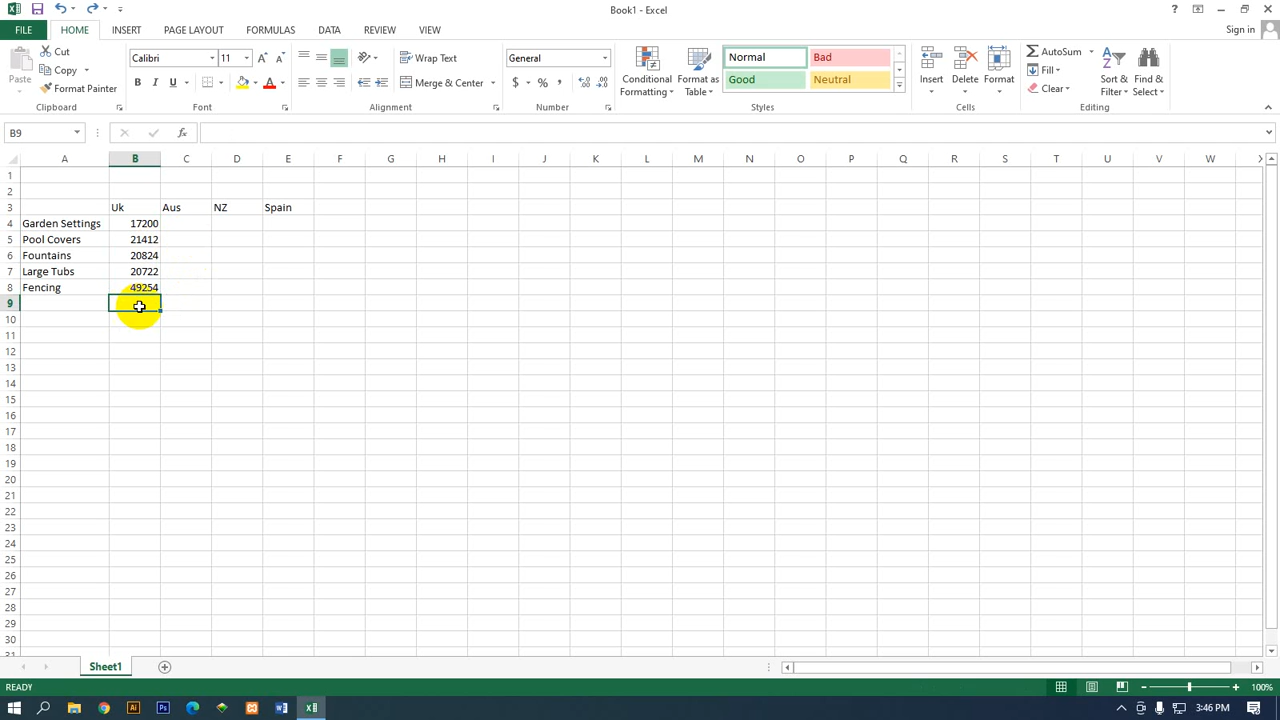 Book1 - Excel
Sign in
FILE HOME INSERT PAGE LAYOUT FORMULAS DATA REVIEW VIEW
Paste
Cut
Copy
Format Painter
Clipboard
Calibri 11
B I U
Font
Wrap Text
Merge & Center
Alignment
General
$ % ,
Number
Conditional Formatting
Format as Table
Normal Bad
Good Neutral
Styles
Insert Delete Format
Cells
AutoSum
Fill
Clear
Sort & Filter
Find & Select
Editing
B9
fx
A B C D E F G H I J K L M N O P Q R S T U V W X
1
2
3 Uk Aus NZ Spain
4 Garden Settings 17200
5 Pool Covers 21412
6 Fountains 20824
7 Large Tubs 20722
8 Fencing 49254
9
10
11
12
13
14
15
16
17
18
19
20
21
22
23
24
25
26
27
28
29
30
31
Sheet1
READY
100%
3:46 PM